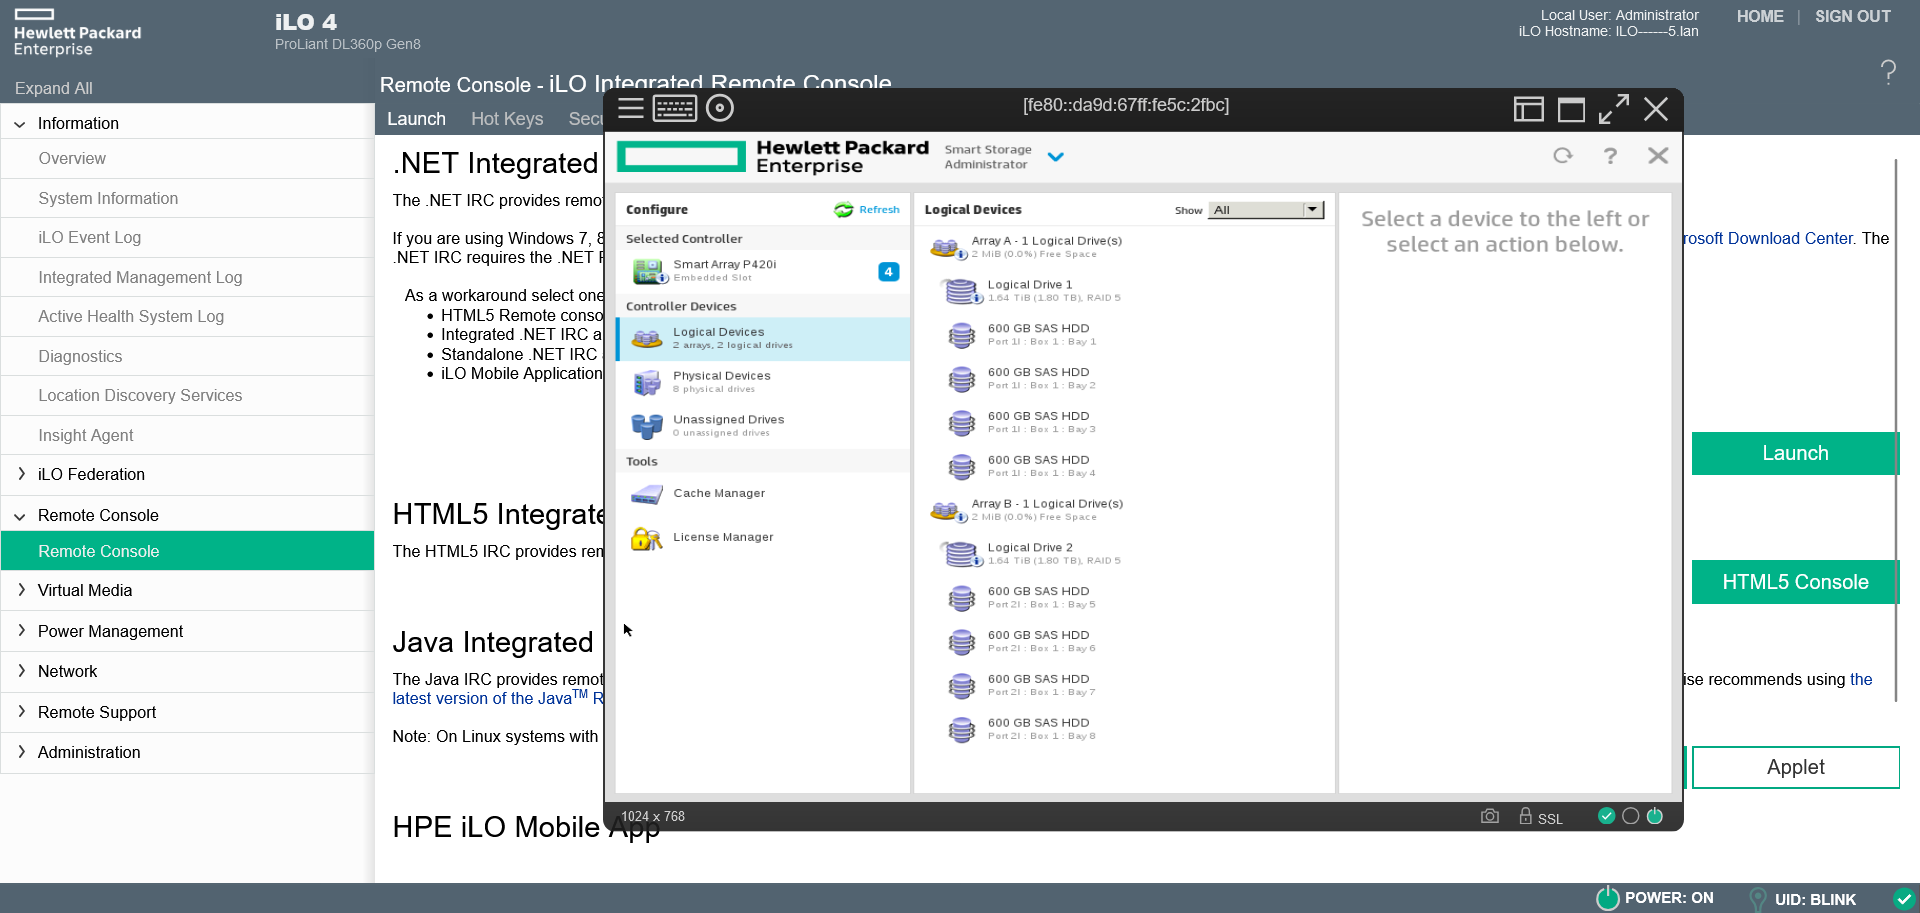 Hewlett Packard
Enterprise
iLO 4
ProLiant DL360p Gen8
Local User: Administrator
iLO Hostname: ILO------5.lan
HOME | SIGN OUT
?
Expand All
Information
Overview
System Information
iLO Event Log
Integrated Management Log
Active Health System Log
Diagnostics
Location Discovery Services
Insight Agent
iLO Federation
Remote Console
Remote Console
Virtual Media
Power Management
Network
Remote Support
Administration
Remote Console - iLO Integrated Remote Console
Launch
Hot Keys
.NET Integrated
The .NET IRC provides
If you are using Windows 7,
.NET IRC requires the .NET
As a workaround select one
• HTML5 Remote
• Integrated .NET IRC
• Standalone .NET IRC
• iLO Mobile Application
Download Center. The
Launch
HTML5
The HTML5 IRC provides
HTML5 Console
Java Integrated
The Java IRC provides
latest version of the Java™
recommends using the
Note: On Linux systems with
Applet
HPE iLO Mobile App
[fe80::da9d:67ff:fe5c:2fbc]
Hewlett Packard
Enterprise
Smart Storage
Administrator
?
Configure
Refresh
Selected Controller
Smart Array P420i
Embedded Slot
4
Controller Devices
Logical Devices
2 arrays, 2 logical drives
Physical Devices
8 physical drives
Unassigned Drives
0 unassigned drives
Tools
Cache Manager
License Manager
Logical Devices
Show All
Array A - 1 Logical Drive(s)
2 MiB (0.0%) Free Space
Logical Drive 1
1.64 TiB (1.80 TB), RAID 5
600 GB SAS HDD
Port 1I : Box 1 : Bay 1
600 GB SAS HDD
Port 1I : Box 1 : Bay 2
600 GB SAS HDD
Port 1I : Box 1 : Bay 3
600 GB SAS HDD
Port 1I : Box 1 : Bay 4
Array B - 1 Logical Drive(s)
2 MiB (0.0%) Free Space
Logical Drive 2
1.64 TiB (1.80 TB), RAID 5
600 GB SAS HDD
Port 2I : Box 1 : Bay 5
600 GB SAS HDD
Port 2I : Box 1 : Bay 6
600 GB SAS HDD
Port 2I : Box 1 : Bay 7
600 GB SAS HDD
Port 2I : Box 1 : Bay 8
Select a device to the left or
select an action below.
1024 x 768
SSL
POWER: ON
UID: BLINK